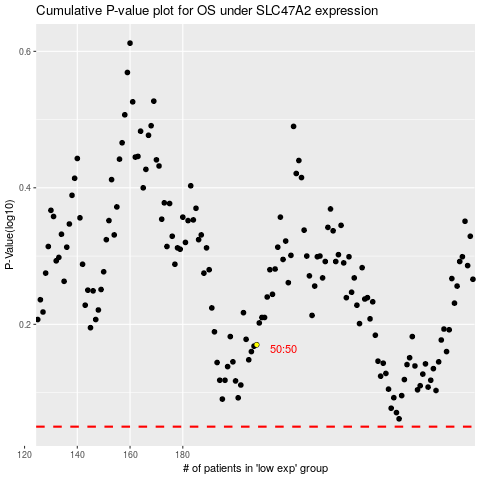 Cumulative P-value plot for OS under SLC47A2 expression
P-Value(log10)
0.6
0.4
0.2
50:50
120 140 160 180
# of patients in 'low exp' group